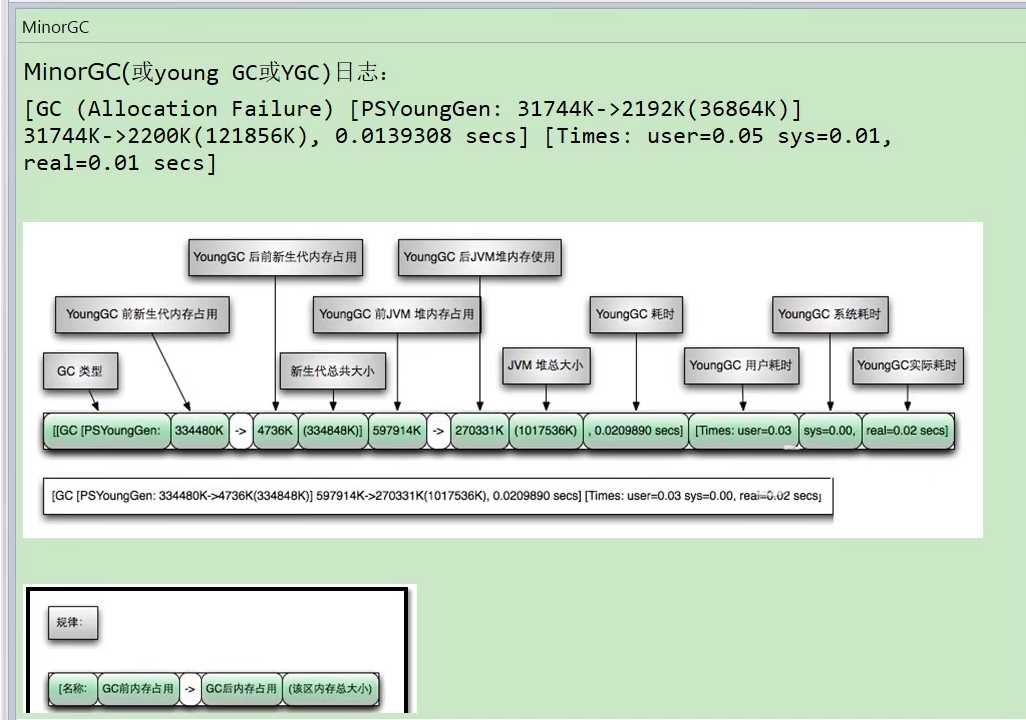 MinorGC
MinorGC(或young GC或YGC)日志：
[GC (Allocation Failure) [PSYoungGen: 31744K->2192K(36864K)]
31744K->2200K(121856K), 0.0139308 secs] [Times: user=0.05 sys=0.01,
real=0.01 secs]
YoungGC 后前新生代内存占用
YoungGC 后JVM堆内存使用
YoungGC 前新生代内存占用
YoungGC 前JVM 堆内存占用
YoungGC 耗时
YoungGC 系统耗时
GC 类型
新生代总共大小
JVM 堆总大小
YoungGC 用户耗时
YoungGC实际耗时
[[GC [PSYoungGen: 334480K -> 4736K (334848K)] 597914K -> 270331K (1017536K) , 0.0209890 secs] [Times: user=0.03 sys=0.00, real=0.02 secs]
[GC [PSYoungGen: 334480K->4736K(334848K)] 597914K->270331K(1017536K), 0.0209890 secs] [Times: user=0.03 sys=0.00, real=0.02 secs]
规律：
[名称: GC前内存占用 -> GC后内存占用 (该区内存总大小)